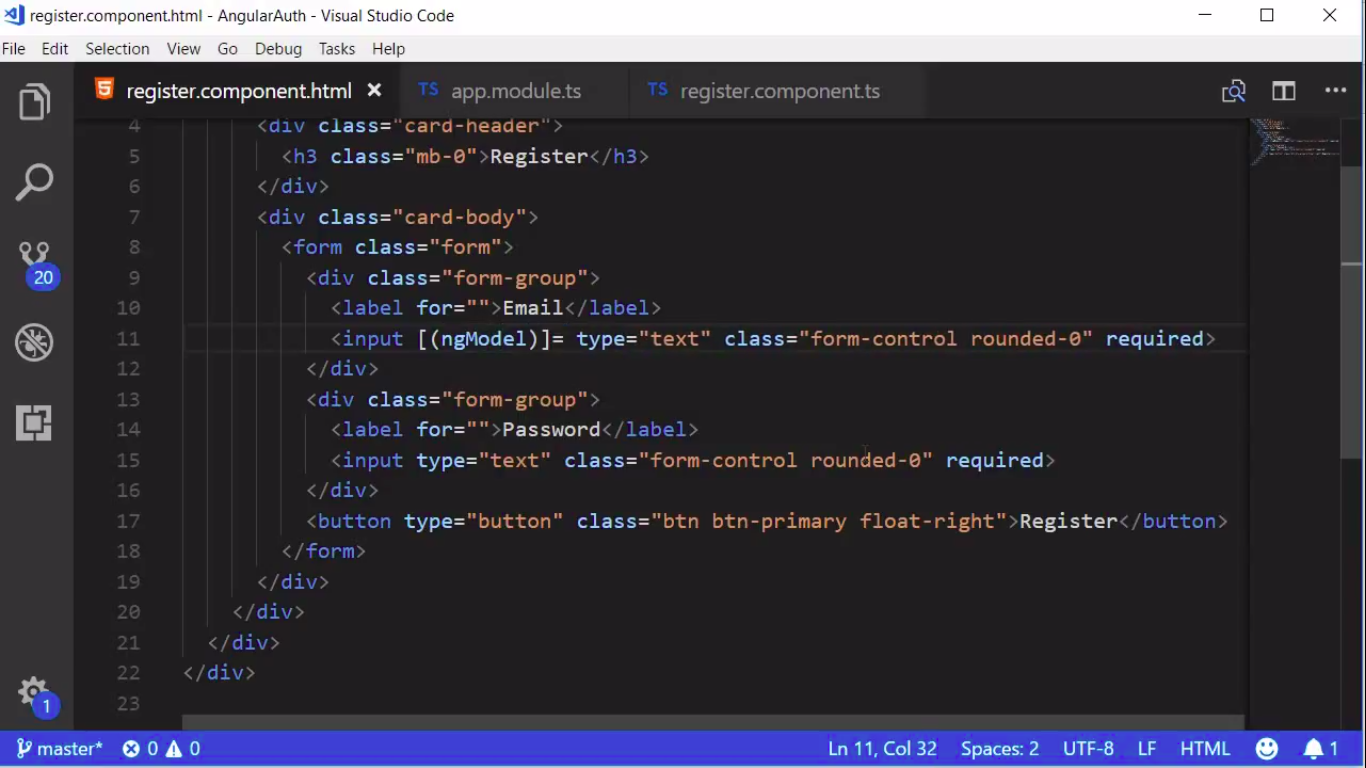 register.component.html - AngularAuth - Visual Studio Code
File Edit Selection View Go Debug Tasks Help
register.component.html TS app.module.ts TS register.component.ts
4 <div class="card-header">
5 <h3 class="mb-0">Register</h3>
6 </div>
7 <div class="card-body">
8 <form class="form">
9 <div class="form-group">
10 <label for="">Email</label>
11 <input [(ngModel)]= type="text" class="form-control rounded-0" required>
12 </div>
13 <div class="form-group">
14 <label for="">Password</label>
15 <input type="text" class="form-control rounded-0" required>
16 </div>
17 <button type="button" class="btn btn-primary float-right">Register</button>
18 </form>
19 </div>
20 </div>
21 </div>
22 </div>
23
20
1
master* 0 0 Ln 11, Col 32 Spaces: 2 UTF-8 LF HTML 1